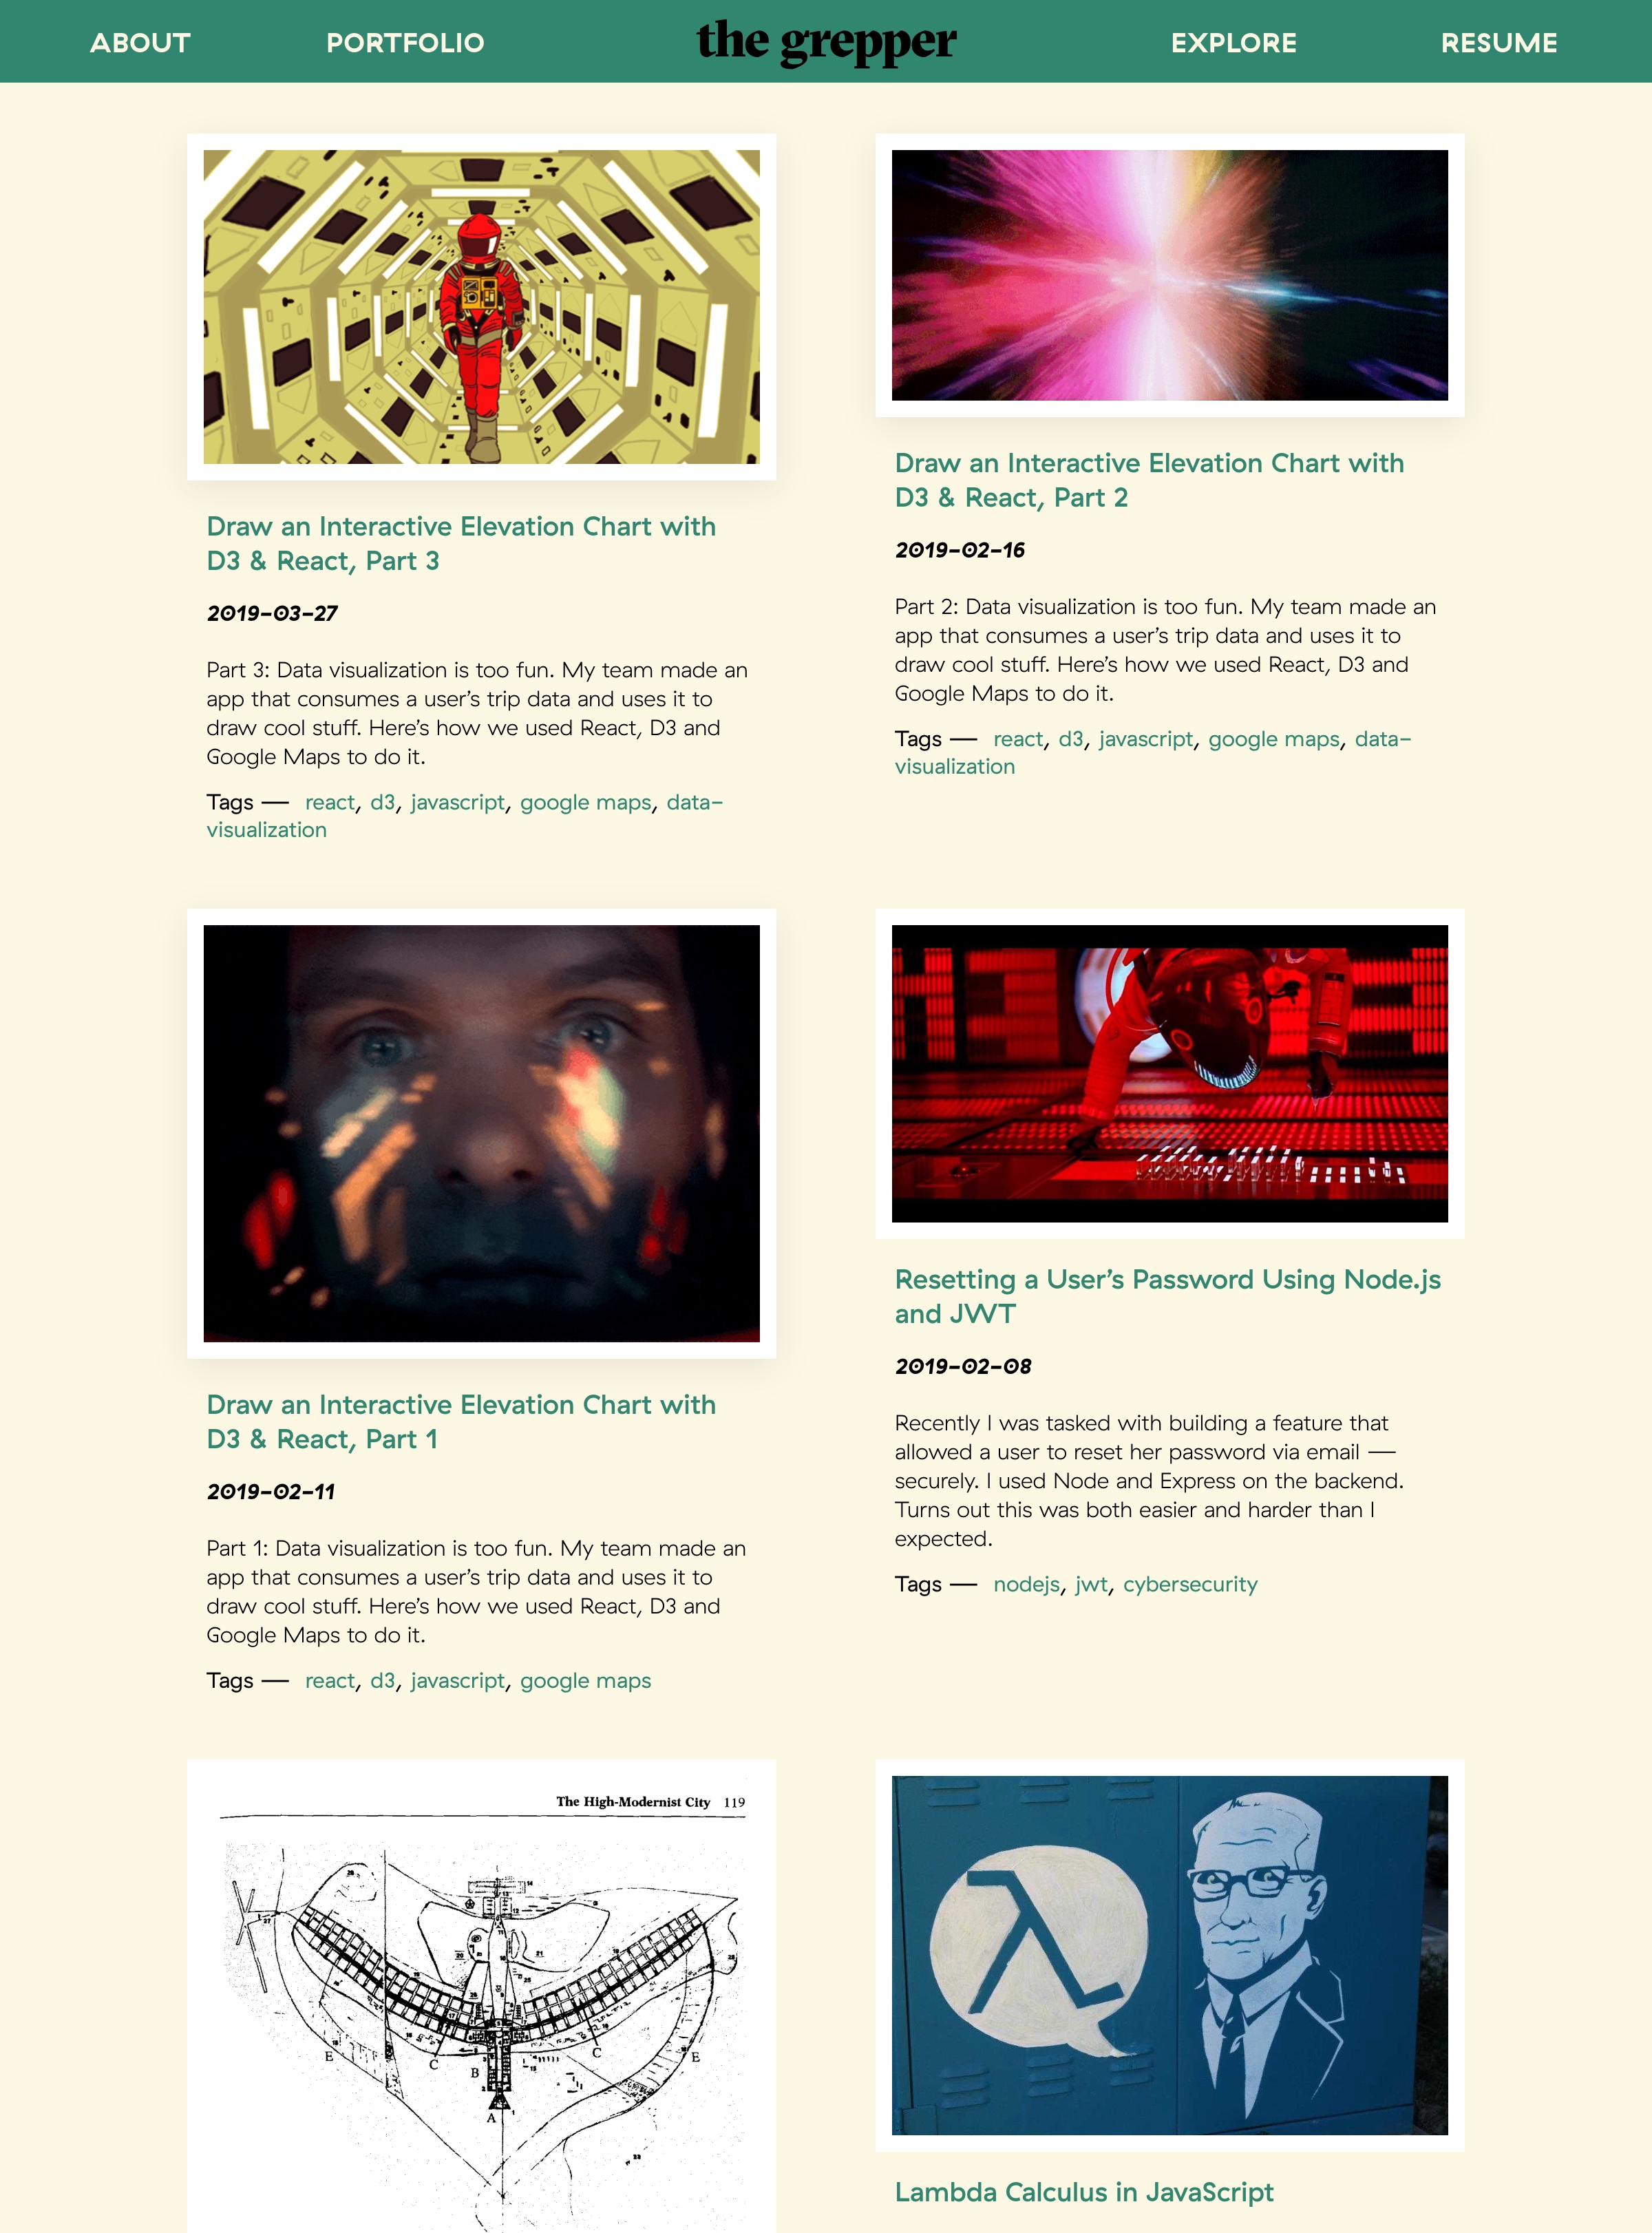 ABOUT
PORTFOLIO
the grepper
EXPLORE
RESUME
Draw an Interactive Elevation Chart with
D3 & React, Part 3
2019-03-27
Part 3: Data visualization is too fun. My team made an
app that consumes a user's trip data and uses it to
draw cool stuff. Here's how we used React, D3 and
Google Maps to do it.
Tags — react, d3, javascript, google maps, data-
visualization
Draw an Interactive Elevation Chart with
D3 & React, Part 2
2019-02-16
Part 2: Data visualization is too fun. My team made an
app that consumes a user's trip data and uses it to
draw cool stuff. Here's how we used React, D3 and
Google Maps to do it.
Tags — react, d3, javascript, google maps, data-
visualization
Draw an Interactive Elevation Chart with
D3 & React, Part 1
2019-02-11
Part 1: Data visualization is too fun. My team made an
app that consumes a user's trip data and uses it to
draw cool stuff. Here's how we used React, D3 and
Google Maps to do it.
Tags — react, d3, javascript, google maps
Resetting a User's Password Using Node.js
and JWT
2019-02-08
Recently I was tasked with building a feature that
allowed a user to reset her password via email —
securely. I used Node and Express on the backend.
Turns out this was both easier and harder than I
expected.
Tags — nodejs, jwt, cybersecurity
The High-Modernist City 119
E
C
B
A
C
E
λ
Lambda Calculus in JavaScript